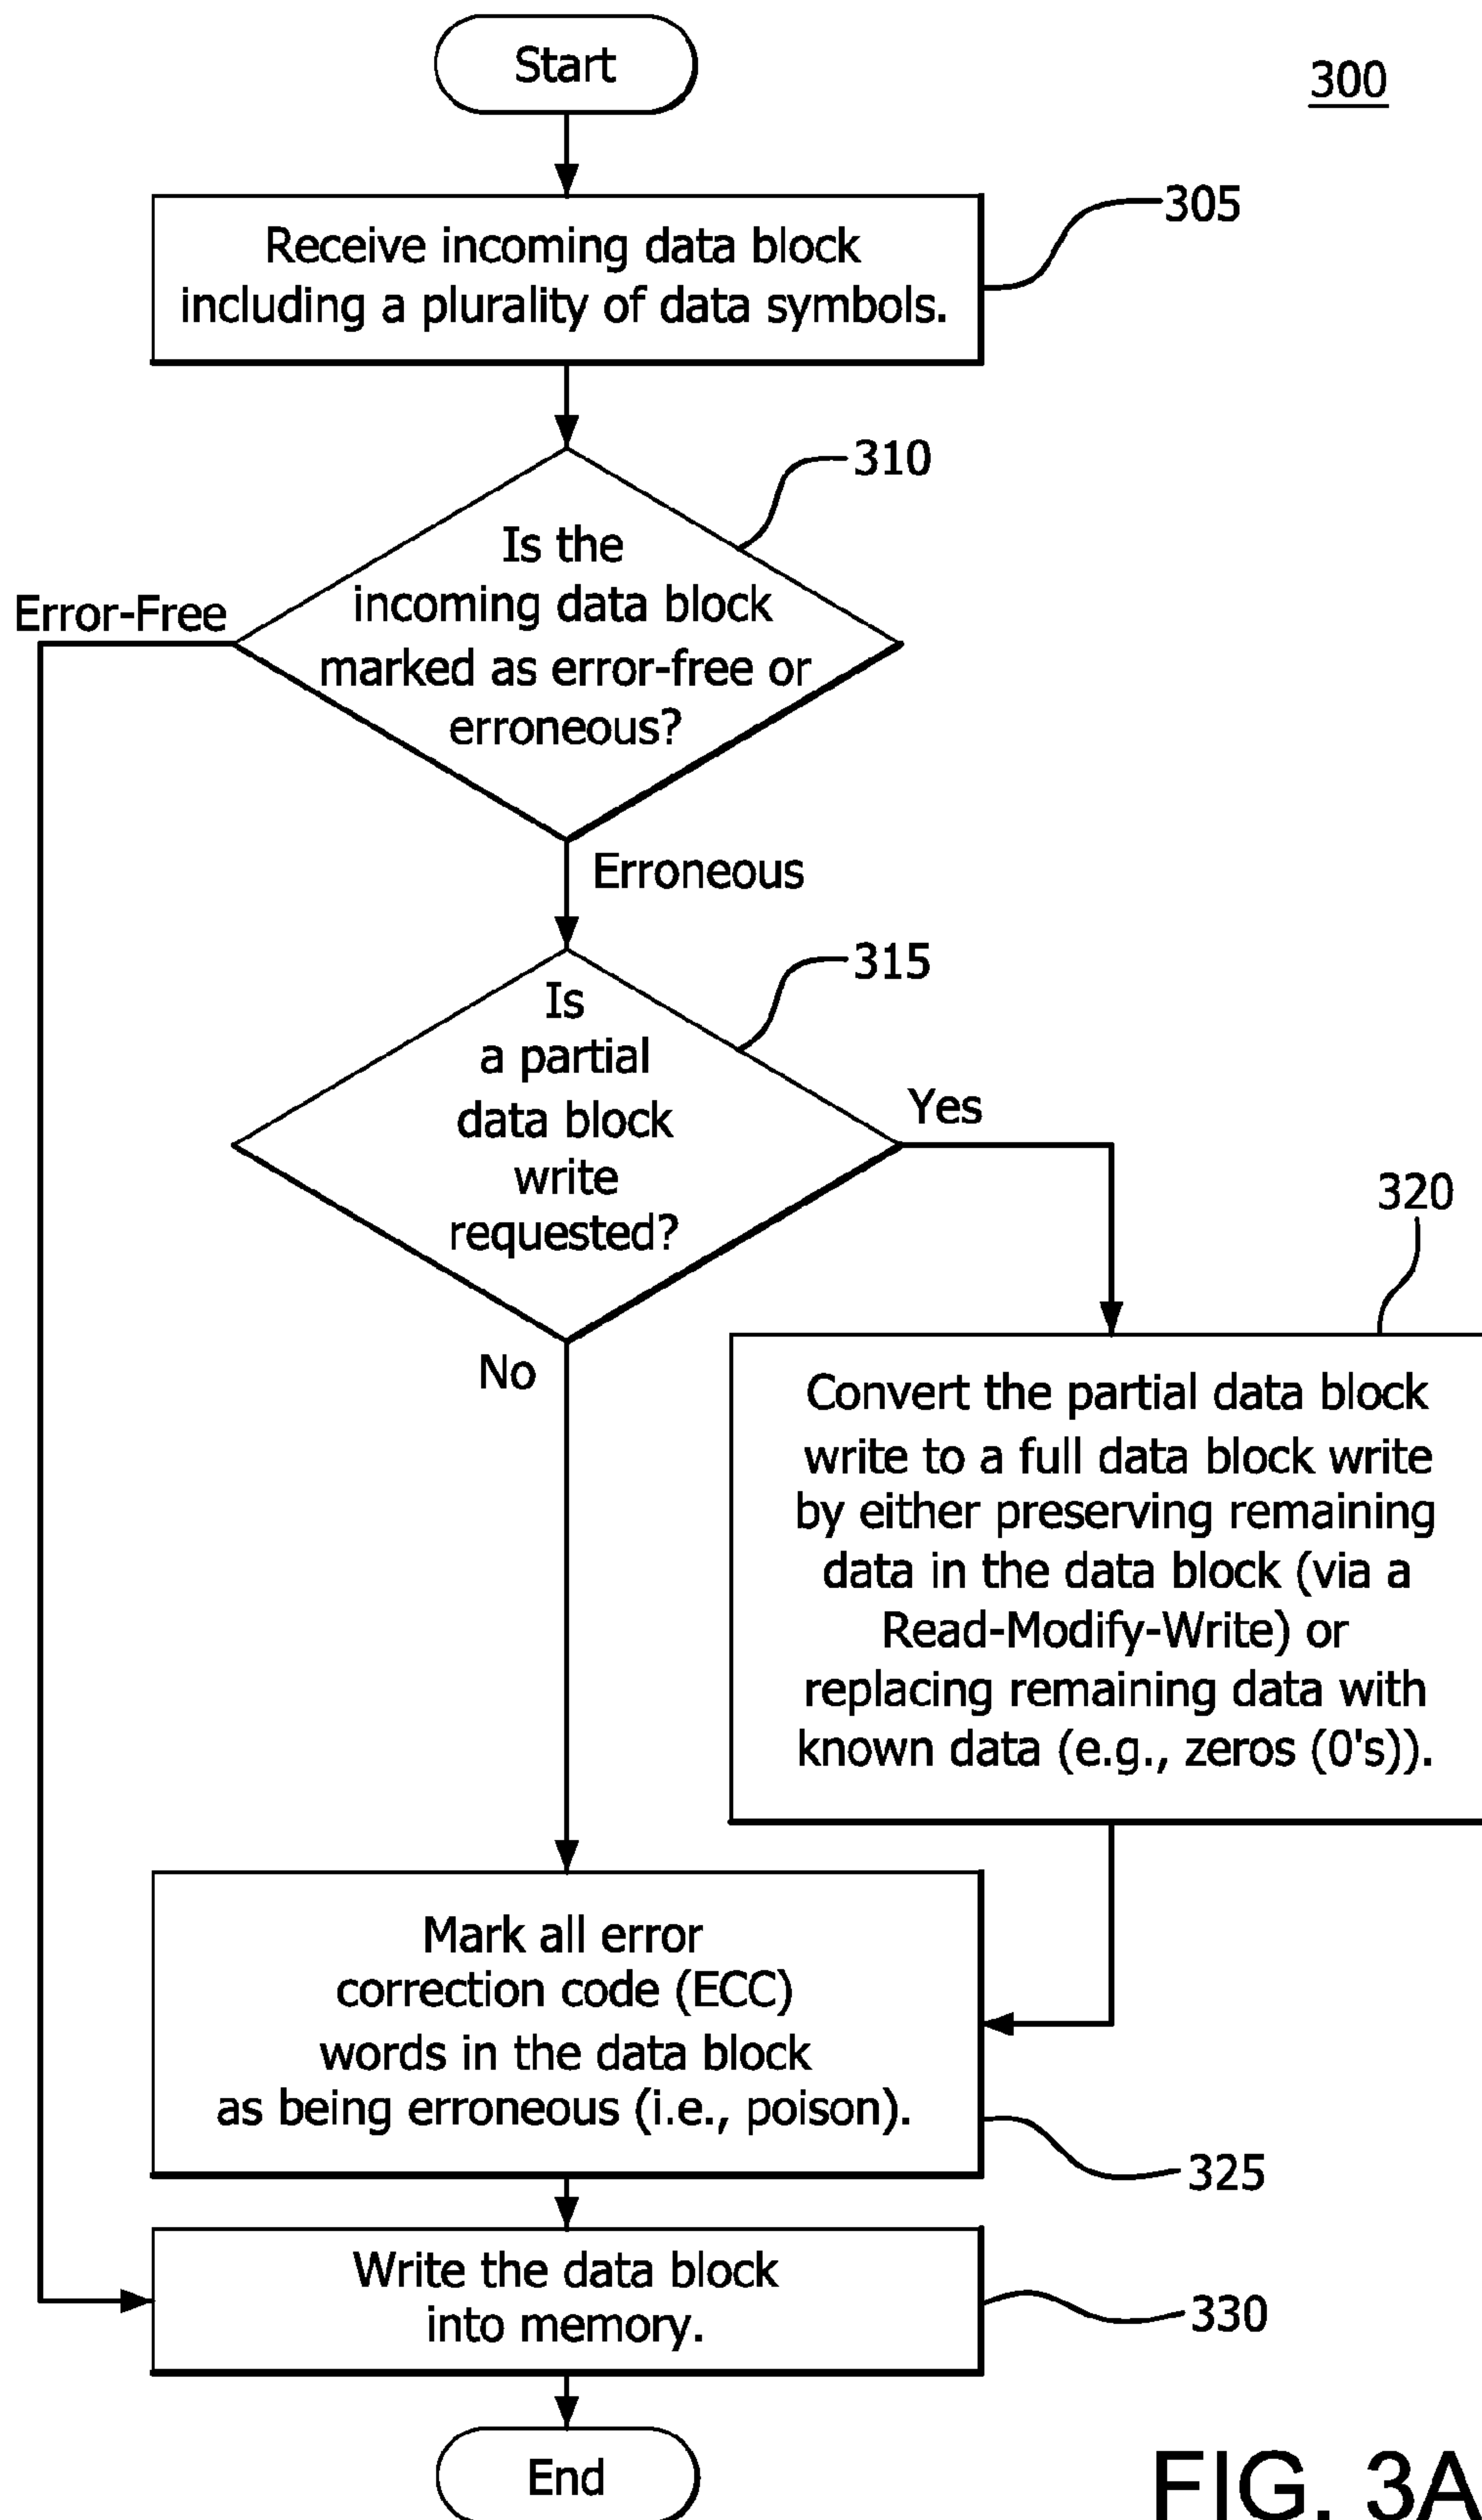 Start
300
Receive incoming data block
including a plurality of data symbols.
305
310
Is the
incoming data block
marked as error-free or
erroneous?
Error-Free
Erroneous
315
Is
a partial
data block
write
requested?
Yes
No
320
Convert the partial data block
write to a full data block write
by either preserving remaining
data in the data block (via a
Read-Modify-Write) or
replacing remaining data with
known data (e.g., zeros (0's)).
Mark all error
correction code (ECC)
words in the data block
as being erroneous (i.e., poison).
325
Write the data block
into memory.
330
End
FIG. 3A